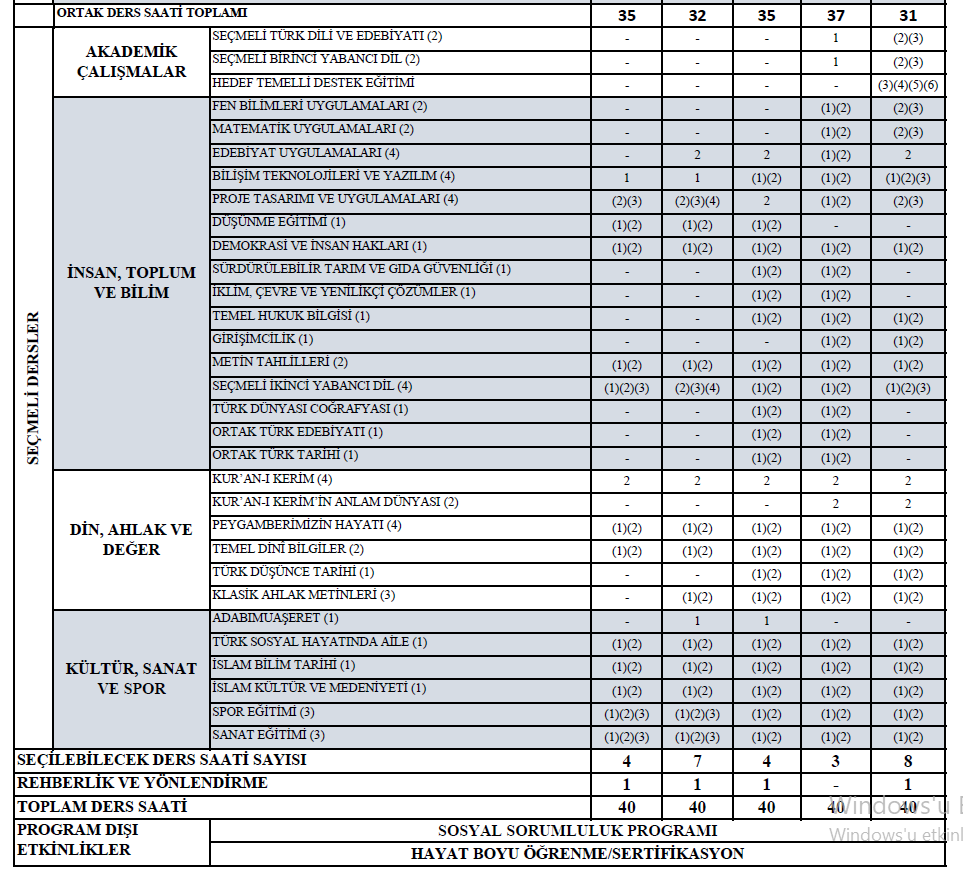 ORTAK DERS SAATİ TOPLAMI 35 32 35 37 31
SEÇMELİ DERSLER
AKADEMİK ÇALIŞMALAR
SEÇMELİ TÜRK DİLİ VE EDEBİYATI (2) - - - 1 (2)(3)
SEÇMELİ BİRİNCİ YABANCI DİL (2) - - - 1 (2)(3)
HEDEF TEMELLİ DESTEK EĞİTİMİ - - - - (3)(4)(5)(6)
İNSAN, TOPLUM VE BİLİM
FEN BİLİMLERİ UYGULAMALARI (2) - - - (1)(2) (2)(3)
MATEMATİK UYGULAMALARI (2) - - - (1)(2) (2)(3)
EDEBİYAT UYGULAMALARI (4) - 2 2 (1)(2) 2
BİLİŞİM TEKNOLOJİLERİ VE YAZILIM (4) 1 1 (1)(2) (1)(2) (1)(2)(3)
PROJE TASARIMI VE UYGULAMALARI (4) (2)(3) (2)(3)(4) 2 (1)(2) (2)(3)
DÜŞÜNME EĞİTİMİ (1) (1)(2) (1)(2) (1)(2) - -
DEMOKRASİ VE İNSAN HAKLARI (1) (1)(2) (1)(2) (1)(2) (1)(2) (1)(2)
SÜRDÜRÜLEBİLİR TARIM VE GIDA GÜVENLİĞİ (1) - - (1)(2) (1)(2) -
İKLİM, ÇEVRE VE YENİLİKÇİ ÇÖZÜMLER (1) - - (1)(2) (1)(2) -
TEMEL HUKUK BİLGİSİ (1) - - (1)(2) (1)(2) (1)(2)
GİRİŞİMCİLİK (1) - - - (1)(2) (1)(2)
METİN TAHLİLLERİ (2) (1)(2) (1)(2) (1)(2) (1)(2) (1)(2)
SEÇMELİ İKİNCİ YABANCI DİL (4) (1)(2)(3) (2)(3)(4) (1)(2) (1)(2) (1)(2)(3)
TÜRK DÜNYASI COĞRAFYASI (1) - - (1)(2) (1)(2) -
ORTAK TÜRK EDEBİYATI (1) - - (1)(2) (1)(2) -
ORTAK TÜRK TARİHİ (1) - - (1)(2) (1)(2) -
DİN, AHLAK VE DEĞER
KUR’AN-I KERİM (4) 2 2 2 2 2
KUR’AN-I KERİM’İN ANLAM DÜNYASI (2) - - - 2 2
PEYGAMBERİMİZİN HAYATI (4) (1)(2) (1)(2) (1)(2) (1)(2) (1)(2)
TEMEL DİNÎ BİLGİLER (2) (1)(2) (1)(2) (1)(2) (1)(2) (1)(2)
TÜRK DÜŞÜNCE TARİHİ (1) - - (1)(2) (1)(2) (1)(2)
KLASİK AHLAK METİNLERİ (3) - (1)(2) (1)(2) (1)(2) (1)(2)
KÜLTÜR, SANAT VE SPOR
ADABIMUAŞERET (1) - 1 1 - -
TÜRK SOSYAL HAYATINDA AİLE (1) (1)(2) (1)(2) (1)(2) (1)(2) (1)(2)
İSLAM BİLİM TARİHİ (1) (1)(2) (1)(2) (1)(2) (1)(2) (1)(2)
İSLAM KÜLTÜR VE MEDENİYETİ (1) (1)(2) (1)(2) (1)(2) (1)(2) (1)(2)
SPOR EĞİTİMİ (3) (1)(2)(3) (1)(2)(3) (1)(2) (1)(2) (1)(2)
SANAT EĞİTİMİ (3) (1)(2)(3) (1)(2)(3) (1)(2) (1)(2) (1)(2)
SEÇİLEBİLECEK DERS SAATİ SAYISI 4 7 4 3 8
REHBERLİK VE YÖNLENDİRME 1 1 1 - 1
TOPLAM DERS SAATİ 40 40 40 40 40
Windows'u E
PROGRAM DIŞI ETKİNLİKLER
SOSYAL SORUMLULUK PROGRAMI
Windows'u etkinl
HAYAT BOYU ÖĞRENME/SERTİFİKASYON